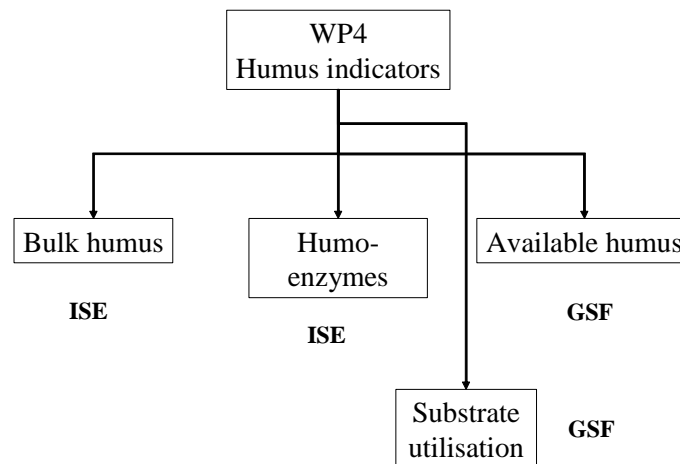 WP4
Humus indicators
Bulk humus
Humo-
enzymes
Available humus
ISE
ISE
GSF
Substrate
utilisation
GSF